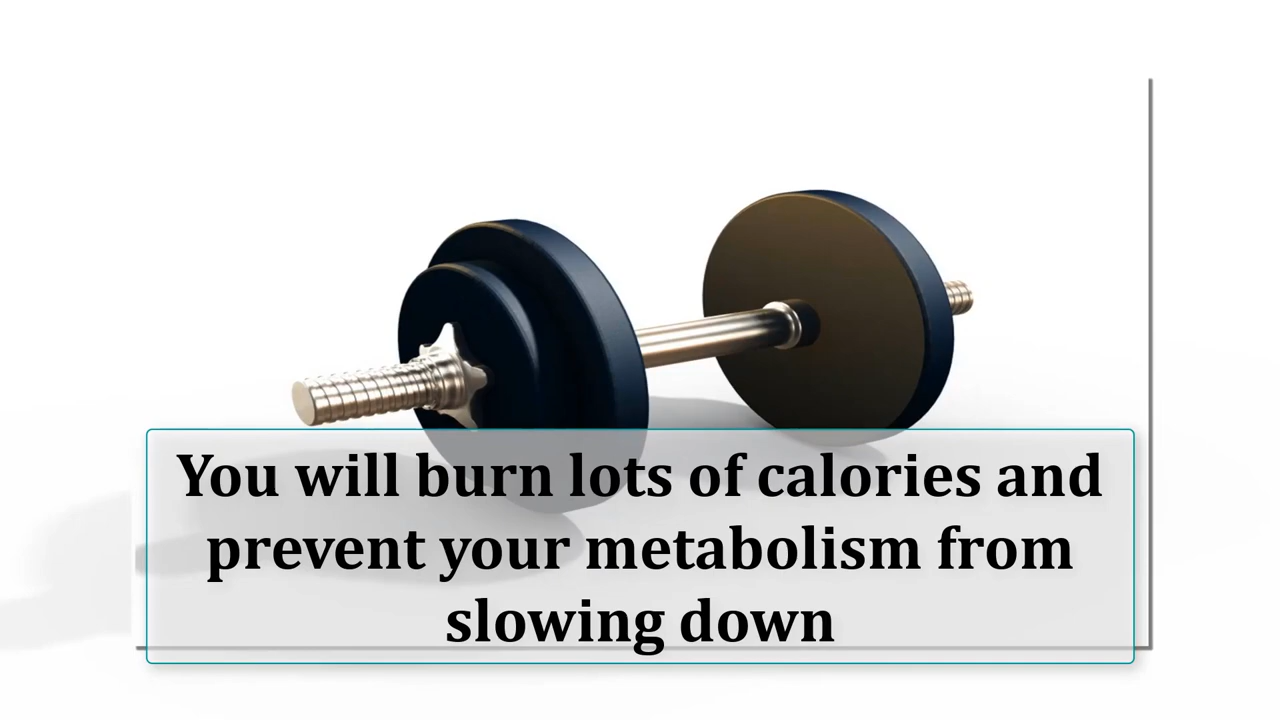 You will burn lots of calories and
prevent your metabolism from
slowing down